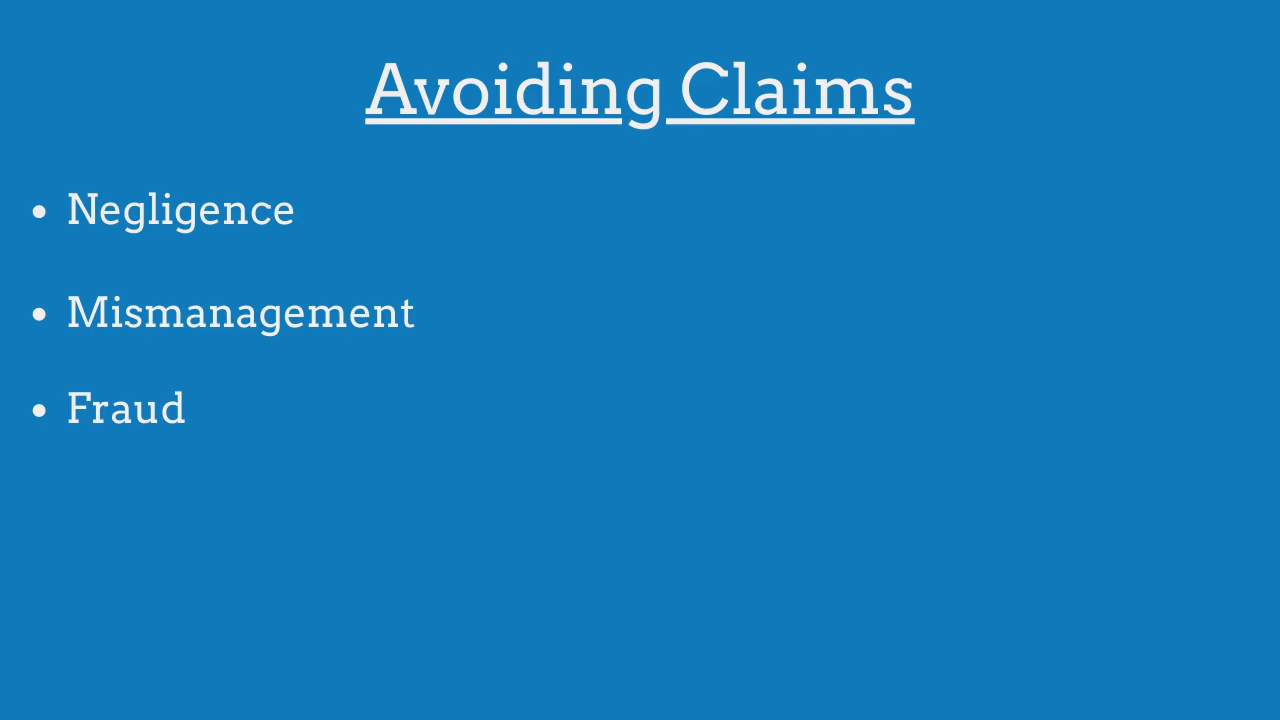 Avoiding Claims
• Negligence
• Mismanagement
• Fraud